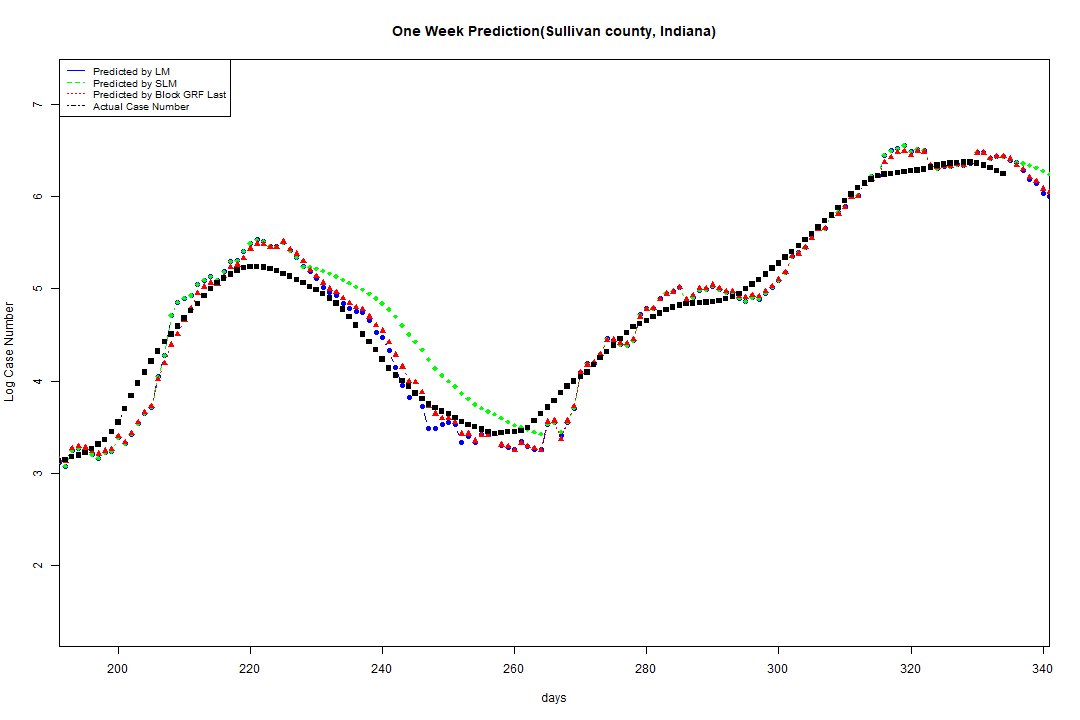 One Week Prediction(Sullivan county, Indiana)
Predicted by LM
Predicted by SLM
Predicted by Block GRF Last
Actual Case Number
7
6
5
4
3
2
Log Case Number
200 220 240 260 280 300 320 340
days